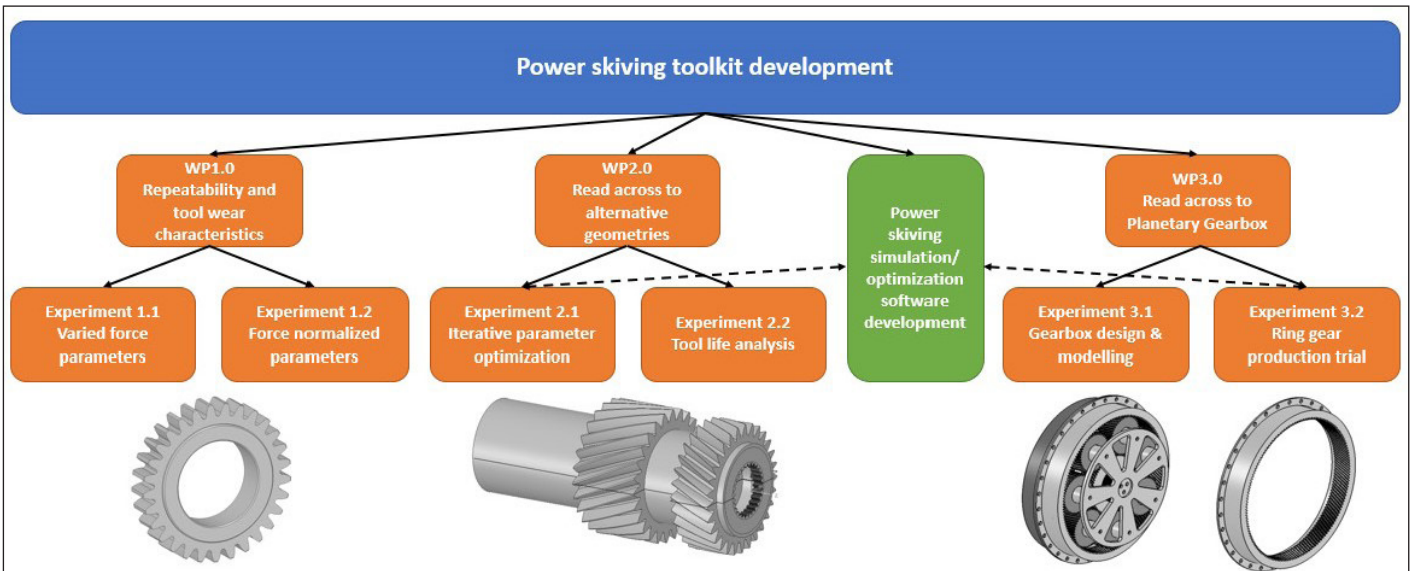 Power skiving toolkit development
WP1.0
Repeatability and
tool wear
characteristics
WP2.0
Read across to
alternative
geometries
Power
skiving
simulation/
optimization
software
development
WP3.0
Read across to
Planetary Gearbox
Experiment 1.1
Varied force
parameters
Experiment 1.2
Force normalized
parameters
Experiment 2.1
Iterative parameter
optimization
Experiment 2.2
Tool life analysis
Experiment 3.1
Gearbox design &
modelling
Experiment 3.2
Ring gear
production trial